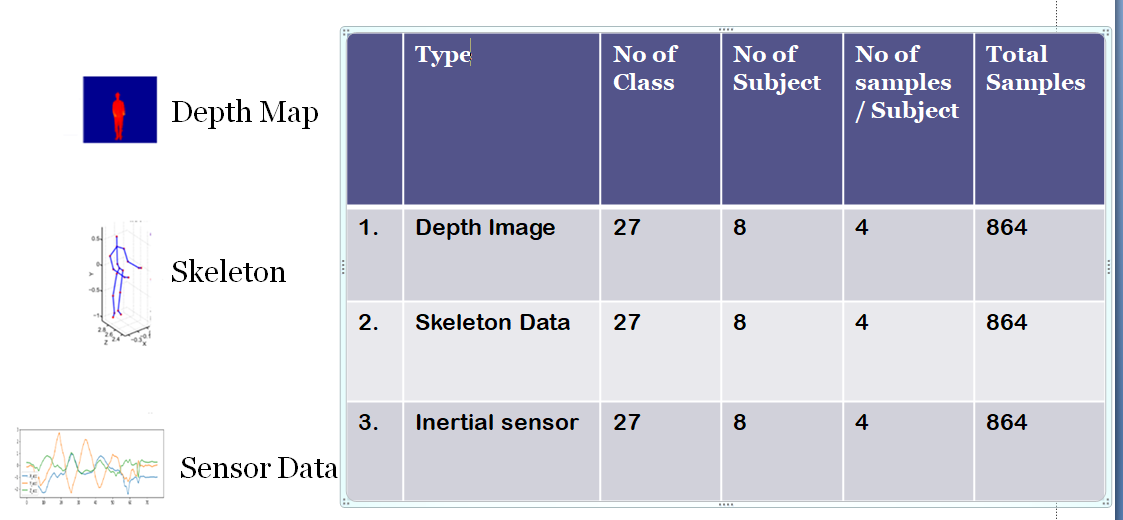 Depth Map
Skeleton
Sensor Data
Type
No of
Class
No of
Subject
No of
samples
/ Subject
Total
Samples
1. Depth Image 27 8 4 864
2. Skeleton Data 27 8 4 864
3. Inertial sensor 27 8 4 864